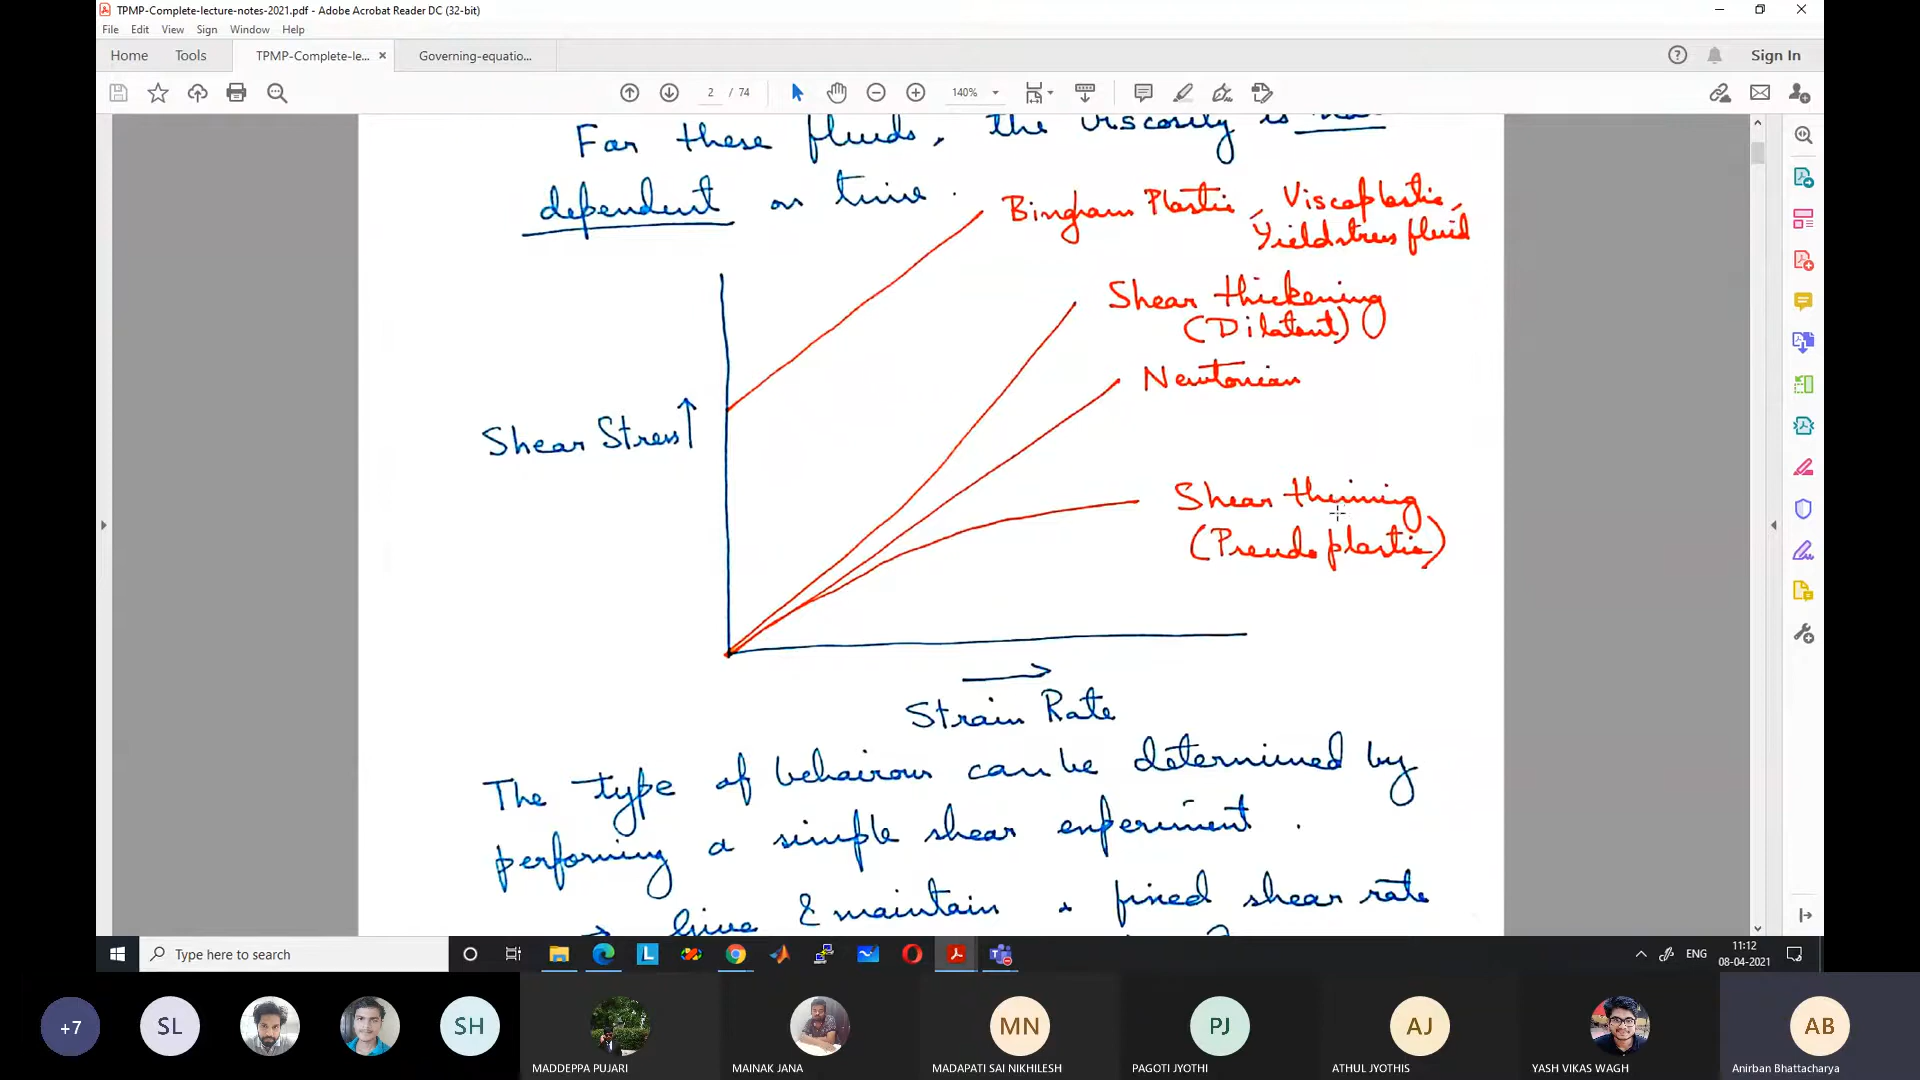 TPMP-Complete-lecture-notes-2021.pdf - Adobe Acrobat Reader DC (32-bit)
File Edit View Sign Window Help
Home Tools TPMP-Complete-le... × Governing-equatio... Sign In
2 / 74 140%
For these fluids, the viscosity is
dependent on time.
Bingham Plastic, Viscoplastic,
Yield stress fluid
Shear thickening
(Dilatent)
Newtonian
Shear Stress
Shear thinning
(Pseudoplastic)
Strain Rate
The type of behaviour can be determined by
performing a simple shear experiment.
→ Give & maintain a fixed shear rate
Type here to search
ENG
11:12
08-04-2021
+7 SL SH MN PJ AJ AB
MADDEPPA PUJARI MAINAK JANA MADAPATI SAI NIKHILESH PAGOTI JYOTHI ATHUL JYOTHIS YASH VIKAS WAGH Anirban Bhattacharya